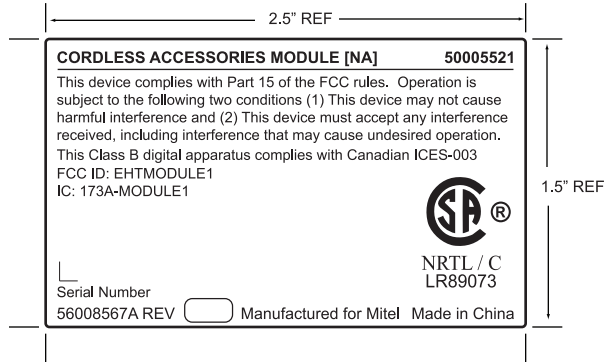 2.5" REF
CORDLESS ACCESSORIES MODULE [NA] 50005521
This device complies with Part 15 of the FCC rules. Operation is
subject to the following two conditions (1) This device may not cause
harmful interference and (2) This device must accept any interference
received, including interference that may cause undesired operation.
This Class B digital apparatus complies with Canadian ICES-003
FCC ID: EHTMODULE1
IC: 173A-MODULE1
1.5" REF
SA ®
NRTL / C
LR89073
Serial Number
56008567A REV Manufactured for Mitel Made in China